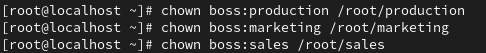 [root@localhost ~]# chown boss:production /root/production
[root@localhost ~]# chown boss:marketing /root/marketing
[root@localhost ~]# chown boss:sales /root/sales